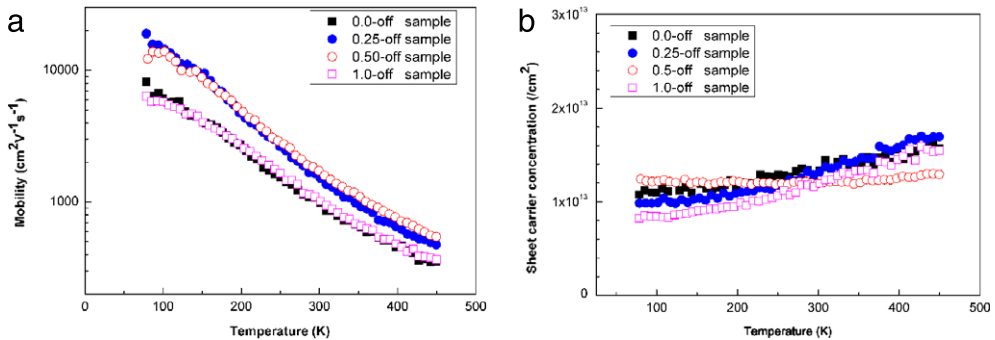 a
0.0-off sample
0.25-off sample
0.50-off sample
1.0-off sample
10000
1000
Mobility (cm²V⁻¹s⁻¹)
0 100 200 300 400 500
Temperature (K)
b
0.0-off sample
0.25-off sample
0.5-off sample
1.0-off sample
3x10¹³
2x10¹³
1x10¹³
0
Sheet carrier concentration (/cm²)
100 200 300 400 500
Temperature (K)